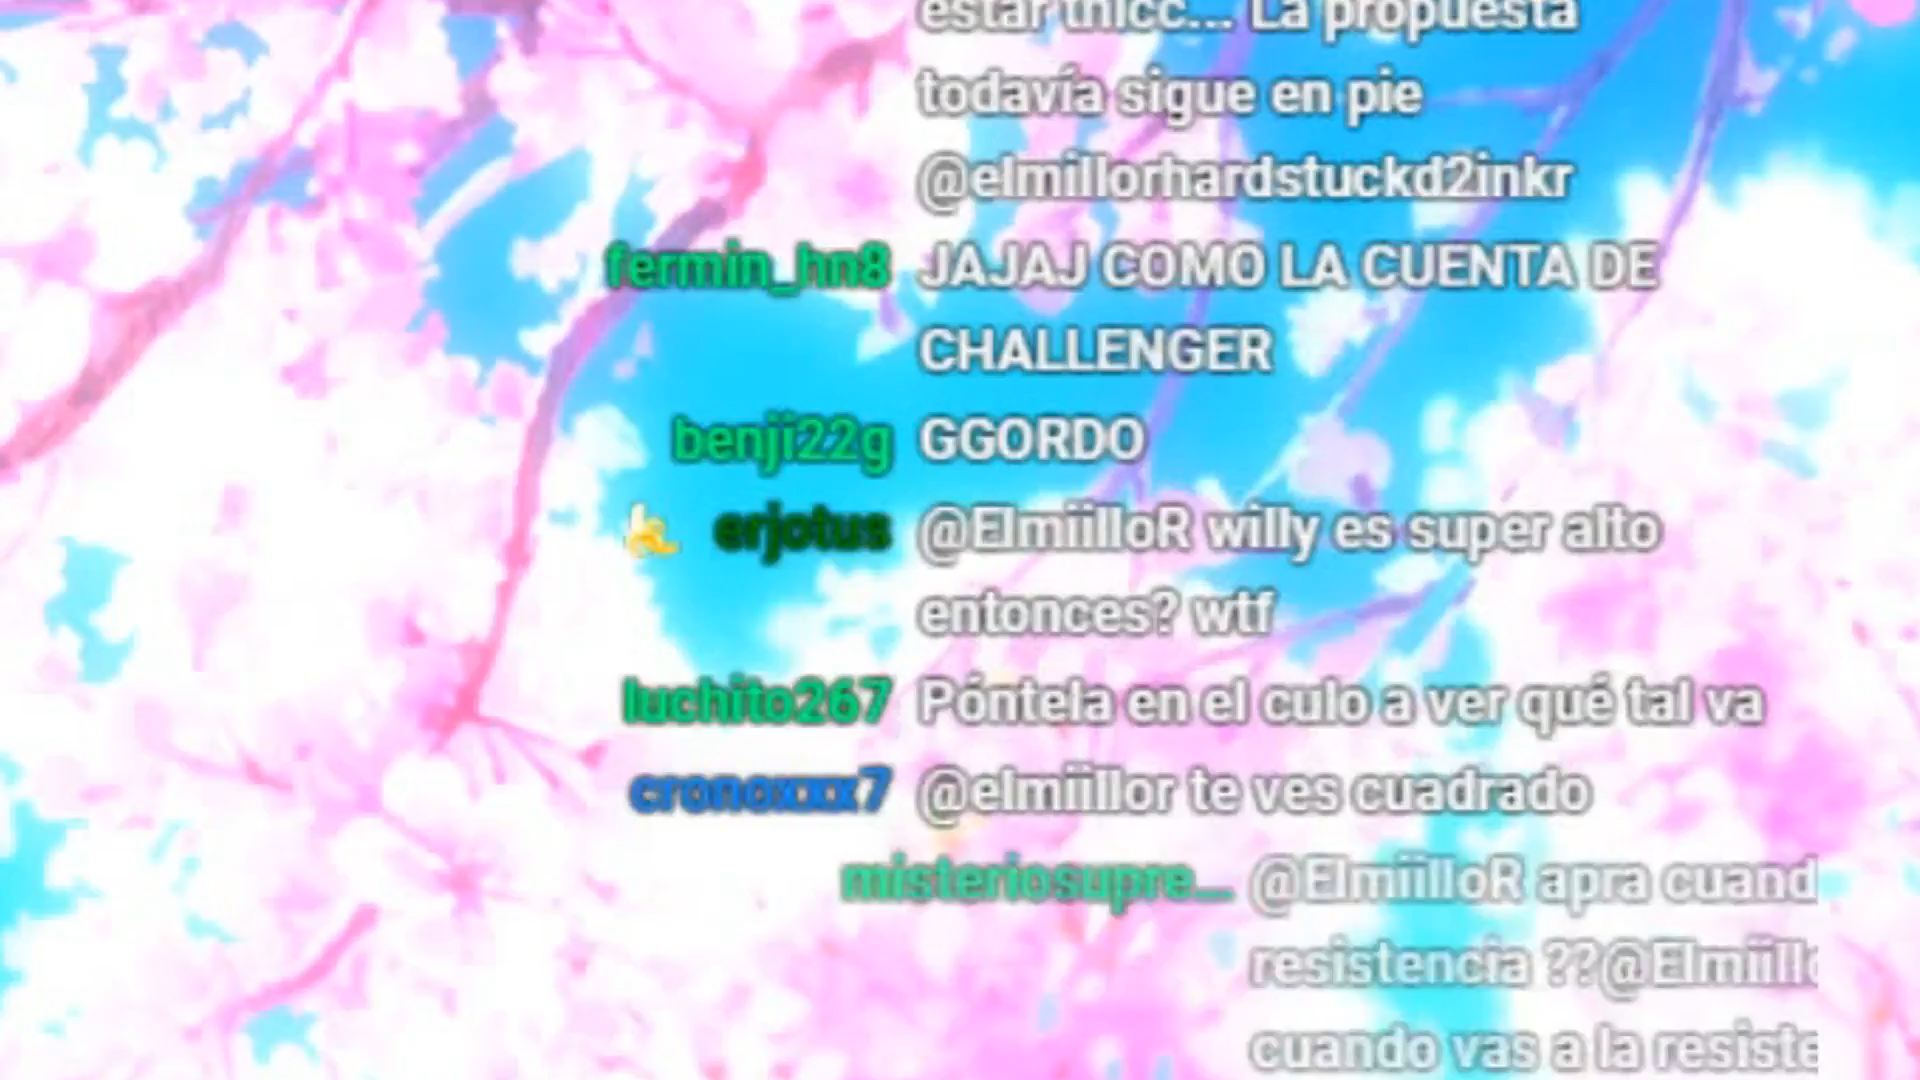 estar thicc... La propuesta
todavía sigue en pie
@elmillorhardstuckd2inkr
fermin_hn8 JAJAJ COMO LA CUENTA DE
CHALLENGER
benji22g GGORDO
erjotus @ElmiilloR willy es super alto
entonces? wtf
luchito267 Póntela en el culo a ver qué tal va
cronoxxx7 @elmiillor te ves cuadrado
misteriosupre... @ElmiilloR apra cuand
resistencia ??@Elmiillo
cuando vas a la resiste